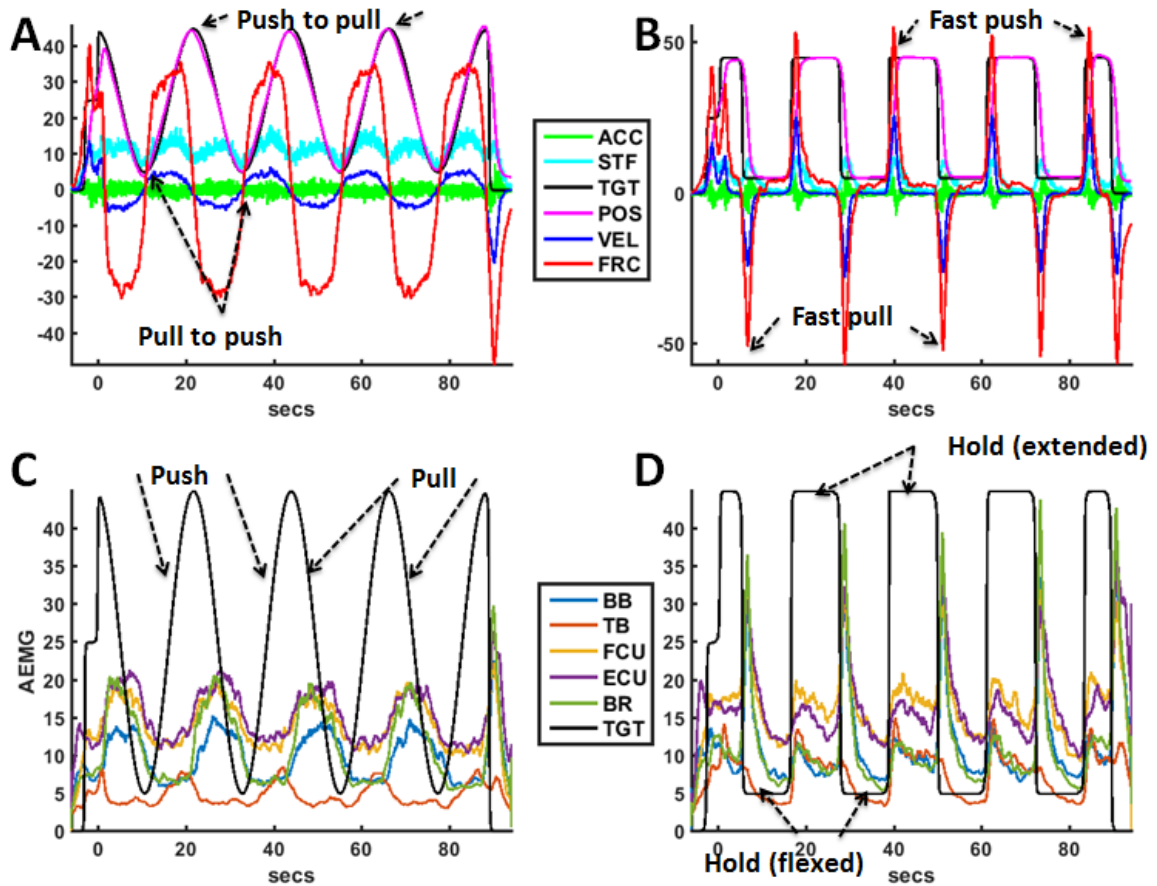 A
Push to pull
40
30
20
10
0
-10
-20
-30
-40
0 20 40 60 80
secs
Pull to push
ACC
STF
TGT
POS
VEL
FRC
B
Fast push
50
0
-50
Fast pull
0 20 40 60 80
secs
C
Push
Pull
AEMG
40
35
30
25
20
15
10
5
0
0 20 40 60 80
secs
BB
TB
FCU
ECU
BR
TGT
D
Hold (extended)
40
35
30
25
20
15
10
5
0
Hold (flexed)
0 20 40 60 80
secs